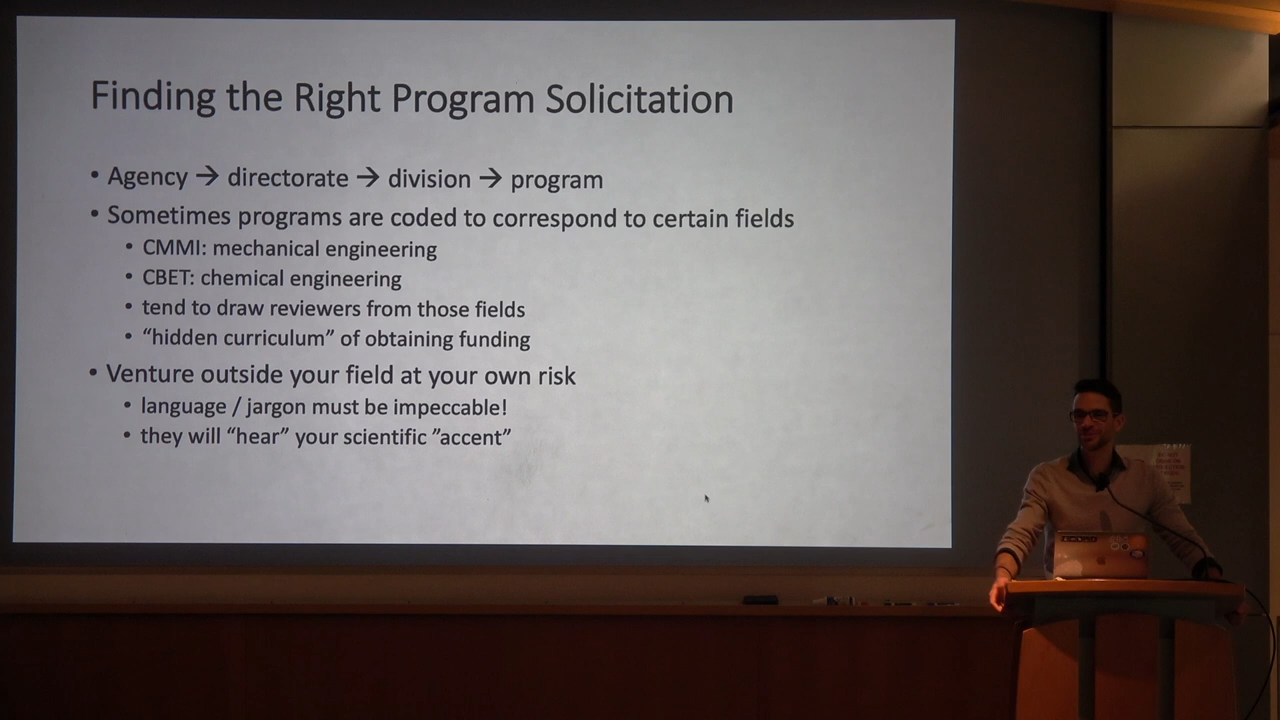 Finding the Right Program Solicitation
• Agency → directorate → division → program
• Sometimes programs are coded to correspond to certain fields
• CMMI: mechanical engineering
• CBET: chemical engineering
• tend to draw reviewers from those fields
• “hidden curriculum” of obtaining funding
• Venture outside your field at your own risk
• language / jargon must be impeccable!
• they will “hear” your scientific ”accent”